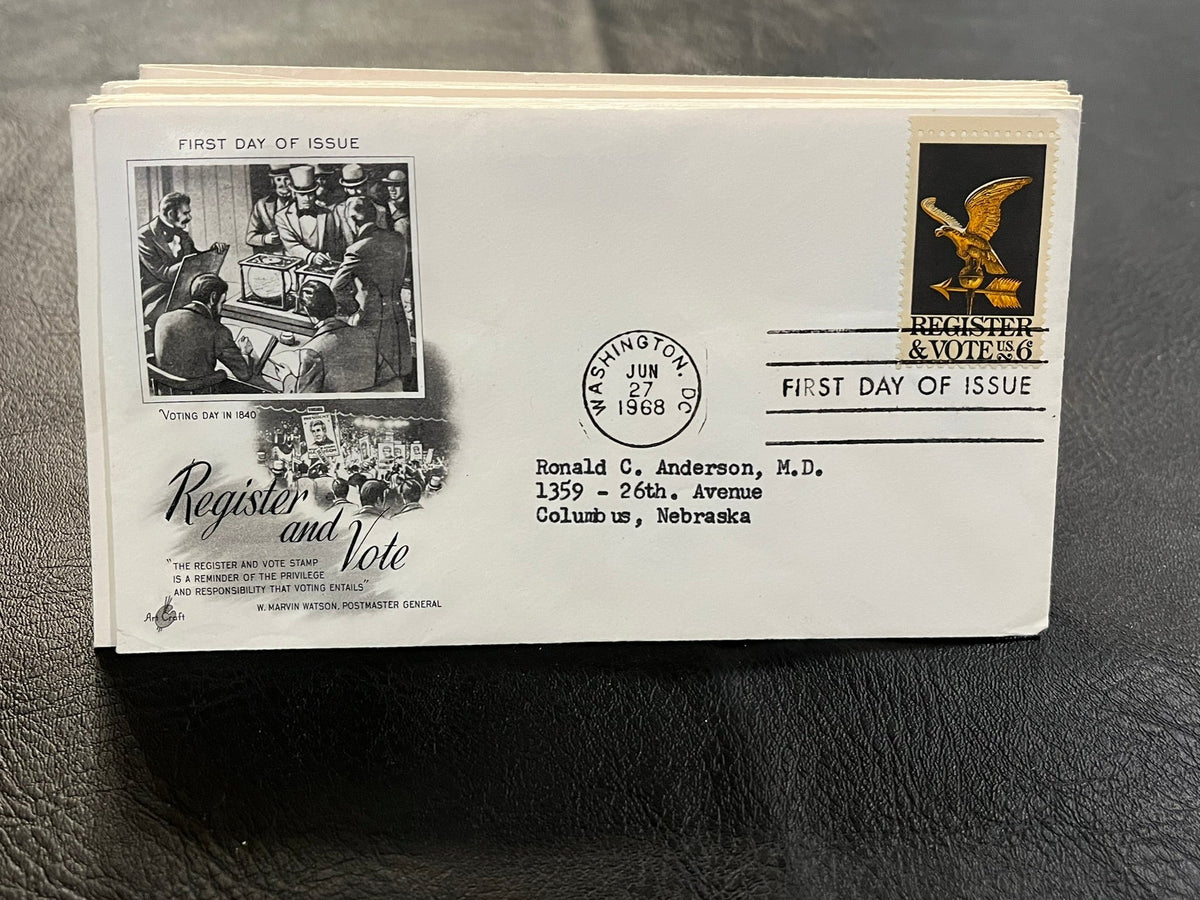 FIRST DAY OF ISSUE
"VOTING DAY IN 1840
Register
and
Vote
"THE REGISTER AND VOTE STAMP
IS A REMINDER OF THE PRIVILEGE
AND RESPONSIBILITY THAT VOTING ENTAILS"
W. MARVIN WATSON, POSTMASTER GENERAL
Art Craft
WASHINGTON, DC
JUN
27
1968
REGISTER
& VOTE U.S. 6c
FIRST DAY OF ISSUE
Ronald C. Anderson, M.D.
1359 - 26th. Avenue
Columbus, Nebraska